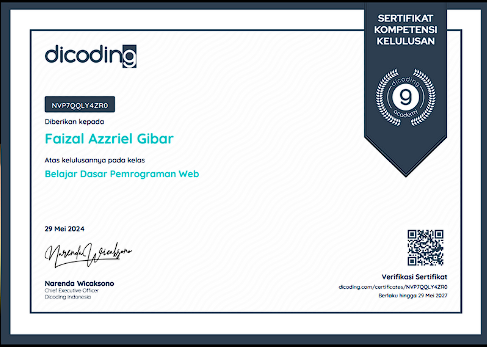 dicoding
SERTIFIKAT
KOMPETENSI
KELULUSAN
dicoding
academy
NVP7QQLY4ZR0
Diberikan kepada
Faizal Azzriel Gibar
Atas kelulusannya pada kelas
Belajar Dasar Pemrograman Web
29 Mei 2024
Narenda Wicaksono
Narenda Wicaksono
Chief Executive Officer
Dicoding Indonesia
Verifikasi Sertifikat
dicoding.com/certificates/NVP7QQLY4ZR0
Berlaku hingga 29 Mei 2027